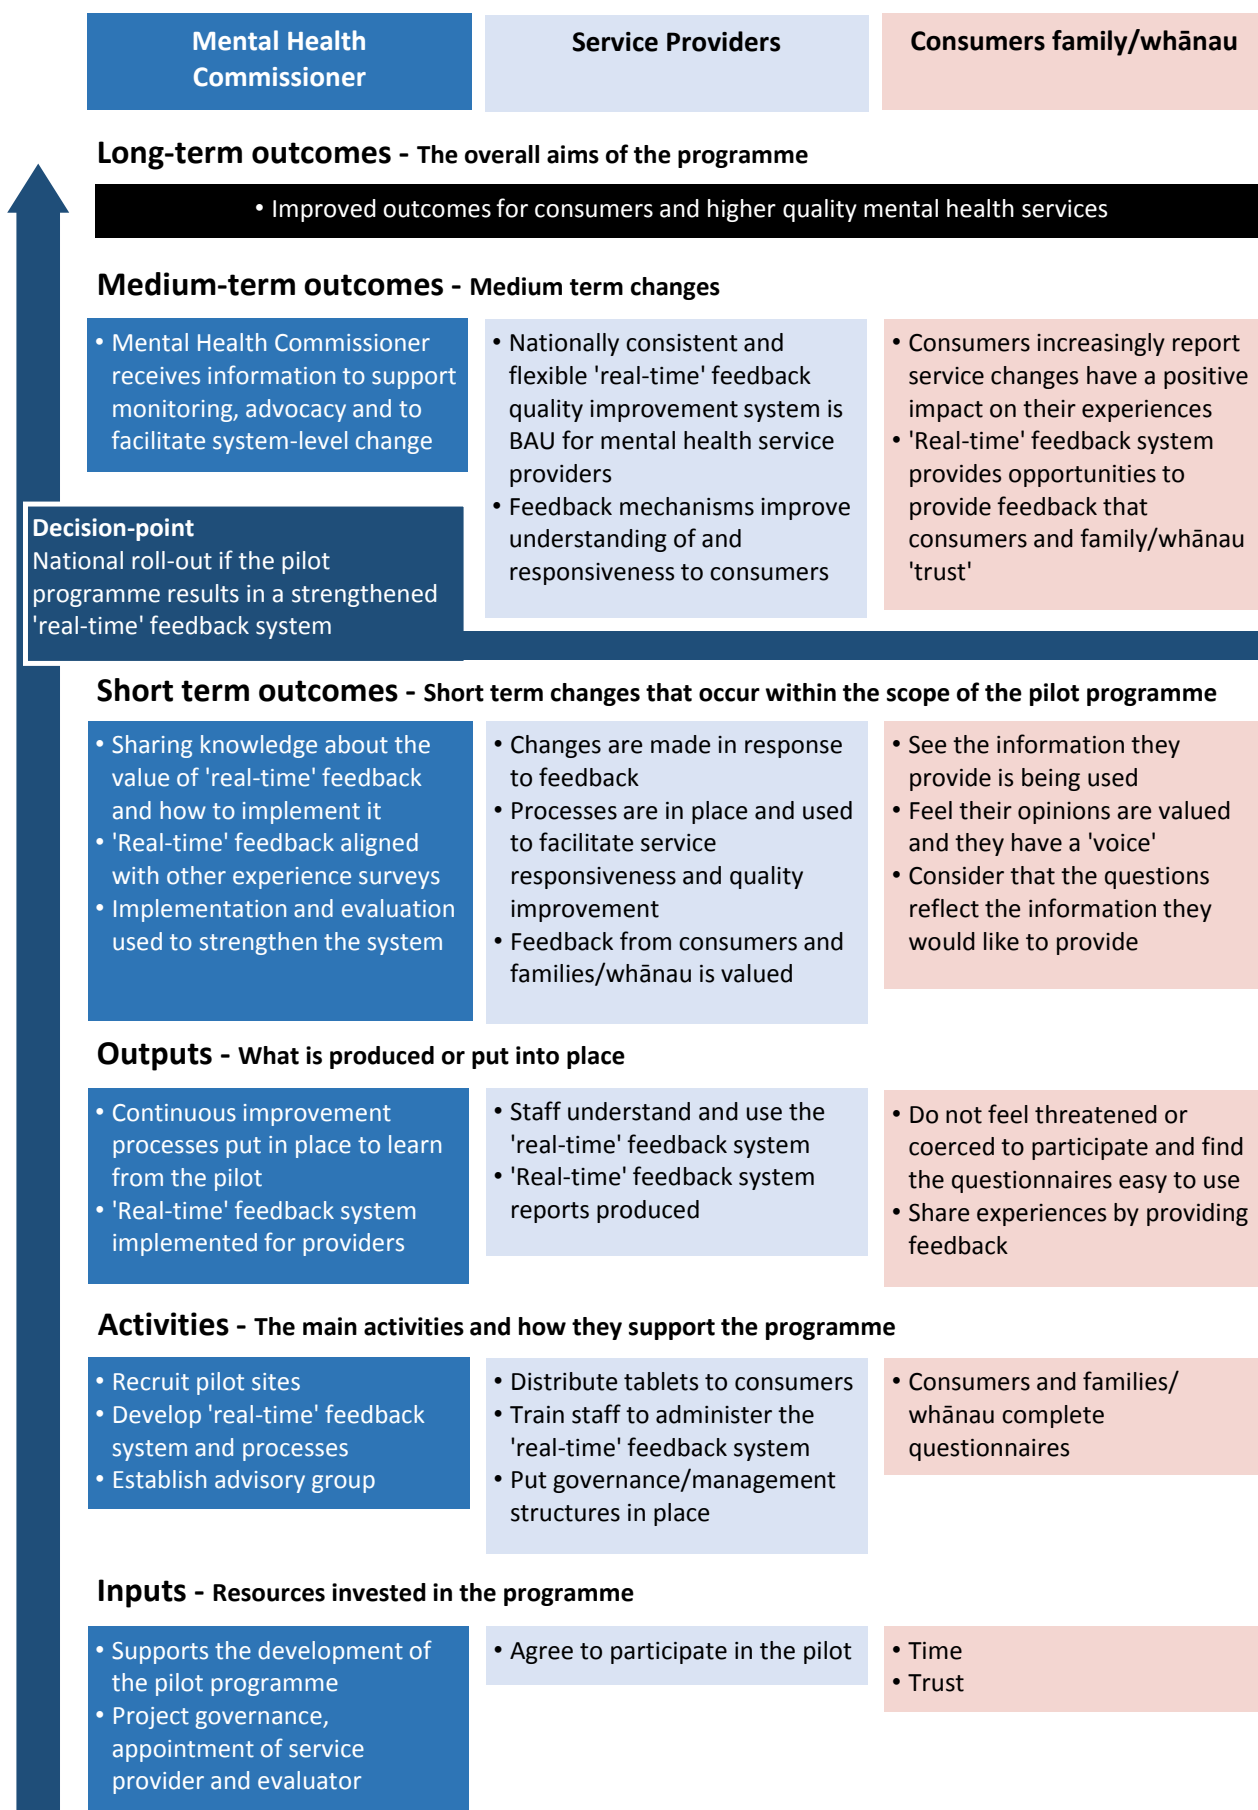 Mental Health
Commissioner
Service Providers
Consumers family/whānau
Long-term outcomes - The overall aims of the programme
• Improved outcomes for consumers and higher quality mental health services
Medium-term outcomes - Medium term changes
• Mental Health Commissioner
receives information to support
monitoring, advocacy and to
facilitate system-level change
• Nationally consistent and
flexible 'real-time' feedback
quality improvement system is
BAU for mental health service
providers
• Feedback mechanisms improve
understanding of and
responsiveness to consumers
• Consumers increasingly report
service changes have a positive
impact on their experiences
• 'Real-time' feedback system
provides opportunities to
provide feedback that
consumers and family/whānau
'trust'
Decision-point
National roll-out if the pilot
programme results in a strengthened
'real-time' feedback system
Short term outcomes - Short term changes that occur within the scope of the pilot programme
• Sharing knowledge about the
value of 'real-time' feedback
and how to implement it
• 'Real-time' feedback aligned
with other experience surveys
• Implementation and evaluation
used to strengthen the system
• Changes are made in response
to feedback
• Processes are in place and used
to facilitate service
responsiveness and quality
improvement
• Feedback from consumers and
families/whānau is valued
• See the information they
provide is being used
• Feel their opinions are valued
and they have a 'voice'
• Consider that the questions
reflect the information they
would like to provide
Outputs - What is produced or put into place
• Continuous improvement
processes put in place to learn
from the pilot
• 'Real-time' feedback system
implemented for providers
• Staff understand and use the
'real-time' feedback system
• 'Real-time' feedback system
reports produced
• Do not feel threatened or
coerced to participate and find
the questionnaires easy to use
• Share experiences by providing
feedback
Activities - The main activities and how they support the programme
• Recruit pilot sites
• Develop 'real-time' feedback
system and processes
• Establish advisory group
• Distribute tablets to consumers
• Train staff to administer the
'real-time' feedback system
• Put governance/management
structures in place
• Consumers and families/
whānau complete
questionnaires
Inputs - Resources invested in the programme
• Supports the development of
the pilot programme
• Project governance,
appointment of service
provider and evaluator
• Agree to participate in the pilot
• Time
• Trust